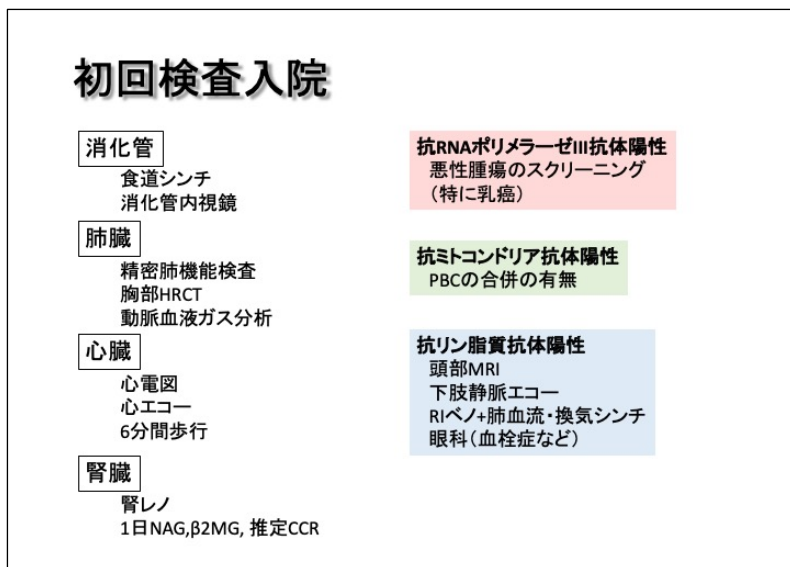 初回検査入院
消化管
食道シンチ
消化管内視鏡
肺臓
精密肺機能検査
胸部HRCT
動脈血液ガス分析
心臓
心電図
心エコー
6分間歩行
腎臓
腎レノ
1日NAG,β2MG, 推定CCR
抗RNAポリメラーゼIII抗体陽性
悪性腫瘍のスクリーニング
（特に乳癌）
抗ミトコンドリア抗体陽性
PBCの合併の有無
抗リン脂質抗体陽性
頭部MRI
下肢静脈エコー
RIベノ+肺血流・換気シンチ
眼科（血栓症など）